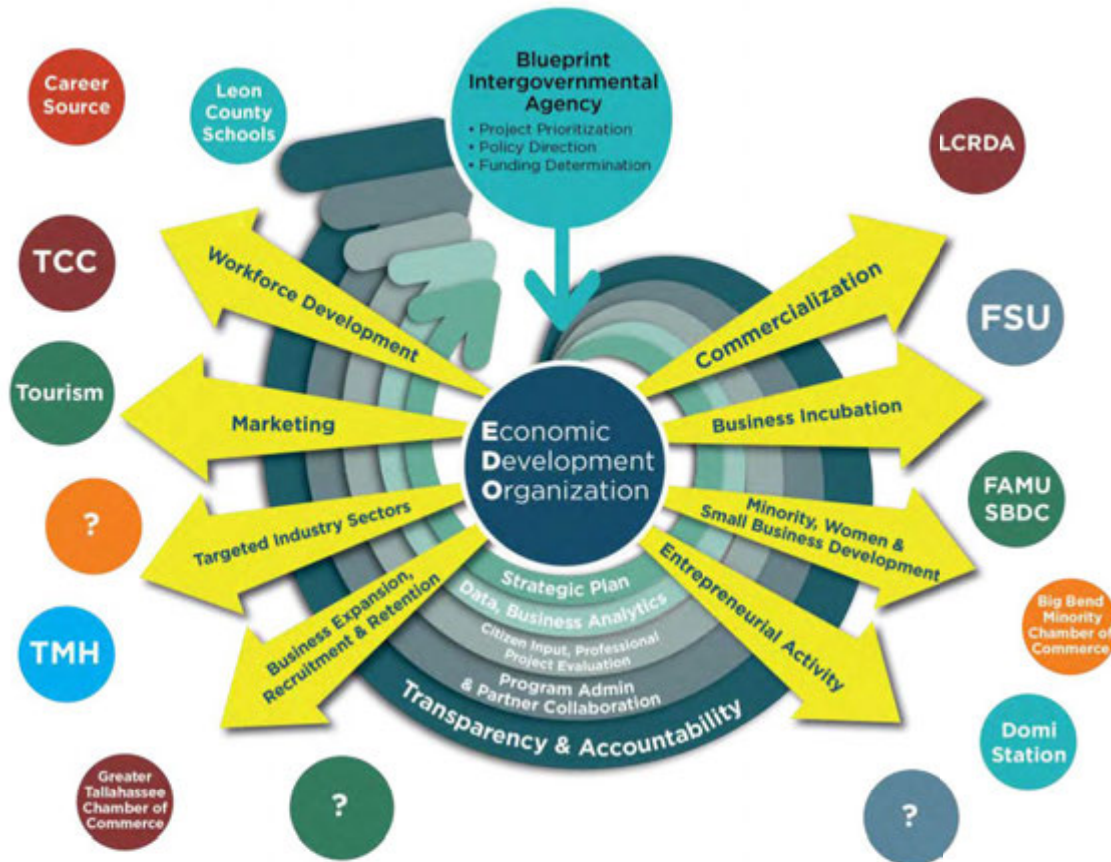 Blueprint
Intergovernmental
Agency
• Project Prioritization
• Policy Direction
• Funding Determination
Career
Source
Leon
County
Schools
LCRDA
TCC
FSU
Tourism
FAMU
SBDC
?
Big Bend
Minority
Chamber of
Commerce
TMH
Domi
Station
Greater
Tallahassee
Chamber of
Commerce
?
?
Workforce Development
Marketing
Targeted Industry Sectors
Business Expansion,
Recruitment & Retention
Commercialization
Business Incubation
Minority, Women &
Small Business Development
Entrepreneurial Activity
Economic
Development
Organization
Strategic Plan
Data, Business Analytics
Citizen Input, Professional
Project Evaluation
Program Admin
& Partner Collaboration
Transparency & Accountability